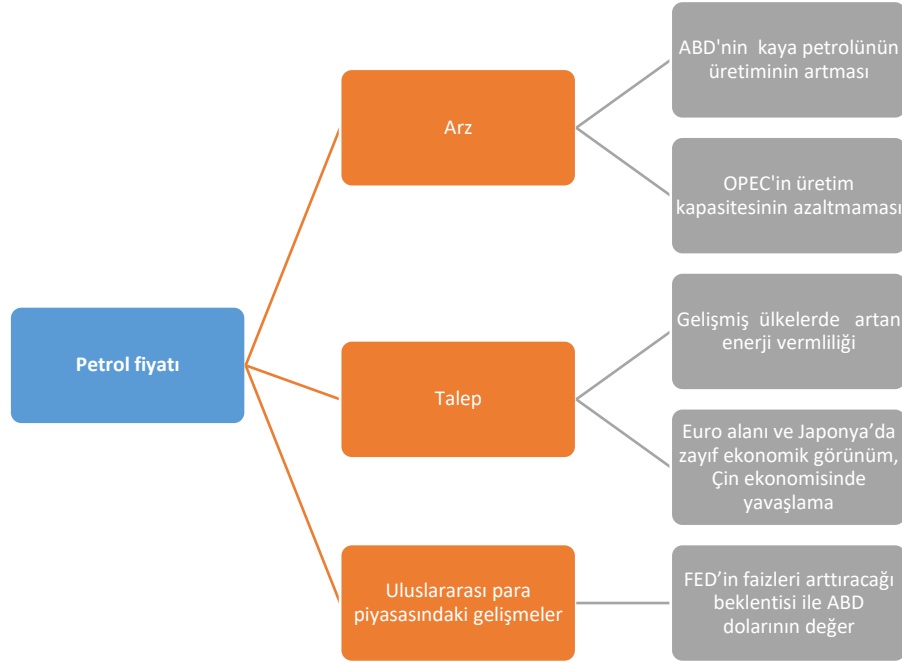 Petrol fiyatı
Arz
ABD'nin kaya petrolünün
üretiminin artması
OPEC'in üretim
kapasitesinin azaltmaması
Talep
Gelişmiş ülkelerde artan
enerji vermliliği
Euro alanı ve Japonya’da
zayıf ekonomik görünüm,
Çin ekonomisinde
yavaşlama
Uluslararası para
piyasasındaki gelişmeler
FED’in faizleri arttıracağı
beklentisi ile ABD
dolarının değer